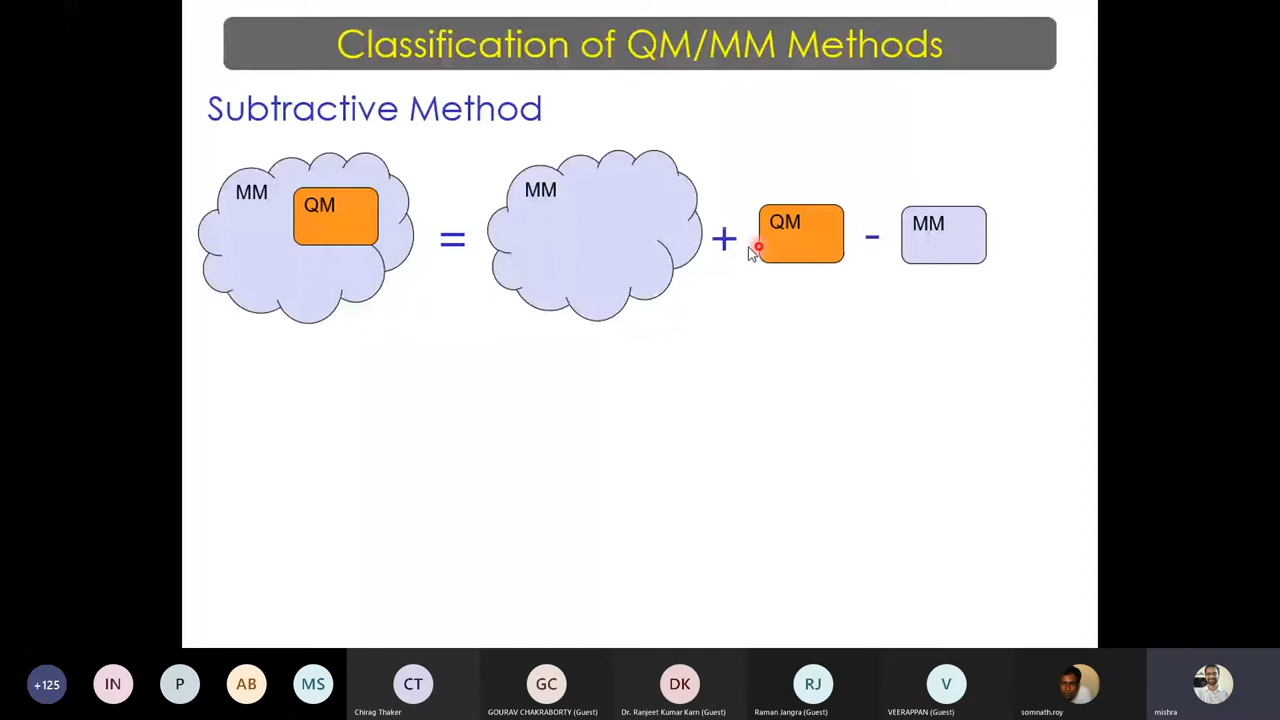 Classification of QM/MM Methods
Subtractive Method
MM
QM
=
MM
+
QM
-
MM
+125
IN
P
AB
MS
CT
Chirag Thaker
GC
GOURAV CHAKRABORTY (Guest)
DK
Dr. Ranjeet Kumar Karn (Guest)
RJ
Raman Jangra (Guest)
V
VEERAPPAN (Guest)
somnath.roy
mishra